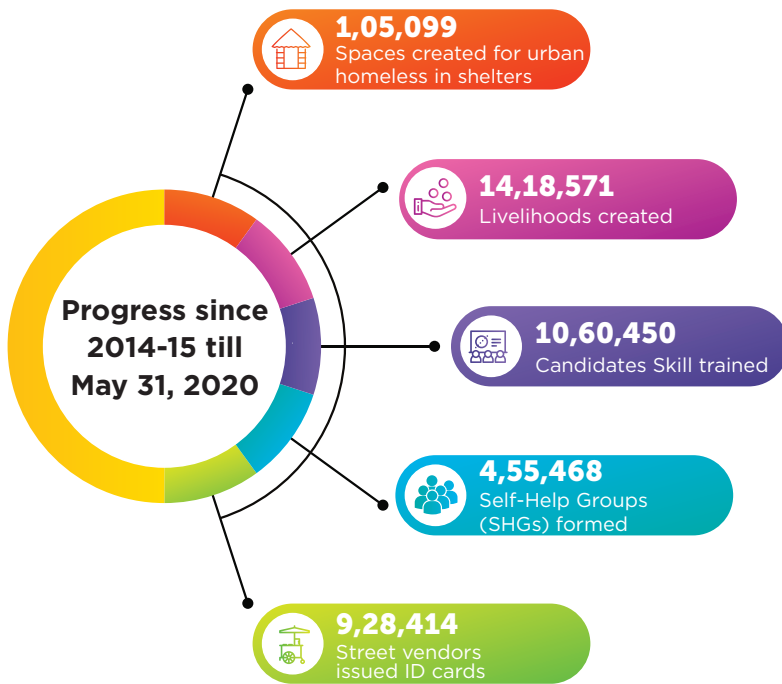 1,05,099
Spaces created for urban
homeless in shelters
14,18,571
Livelihoods created
Progress since
2014-15 till
May 31, 2020
10,60,450
Candidates Skill trained
4,55,468
Self-Help Groups
(SHGs) formed
9,28,414
Street vendors
issued ID cards